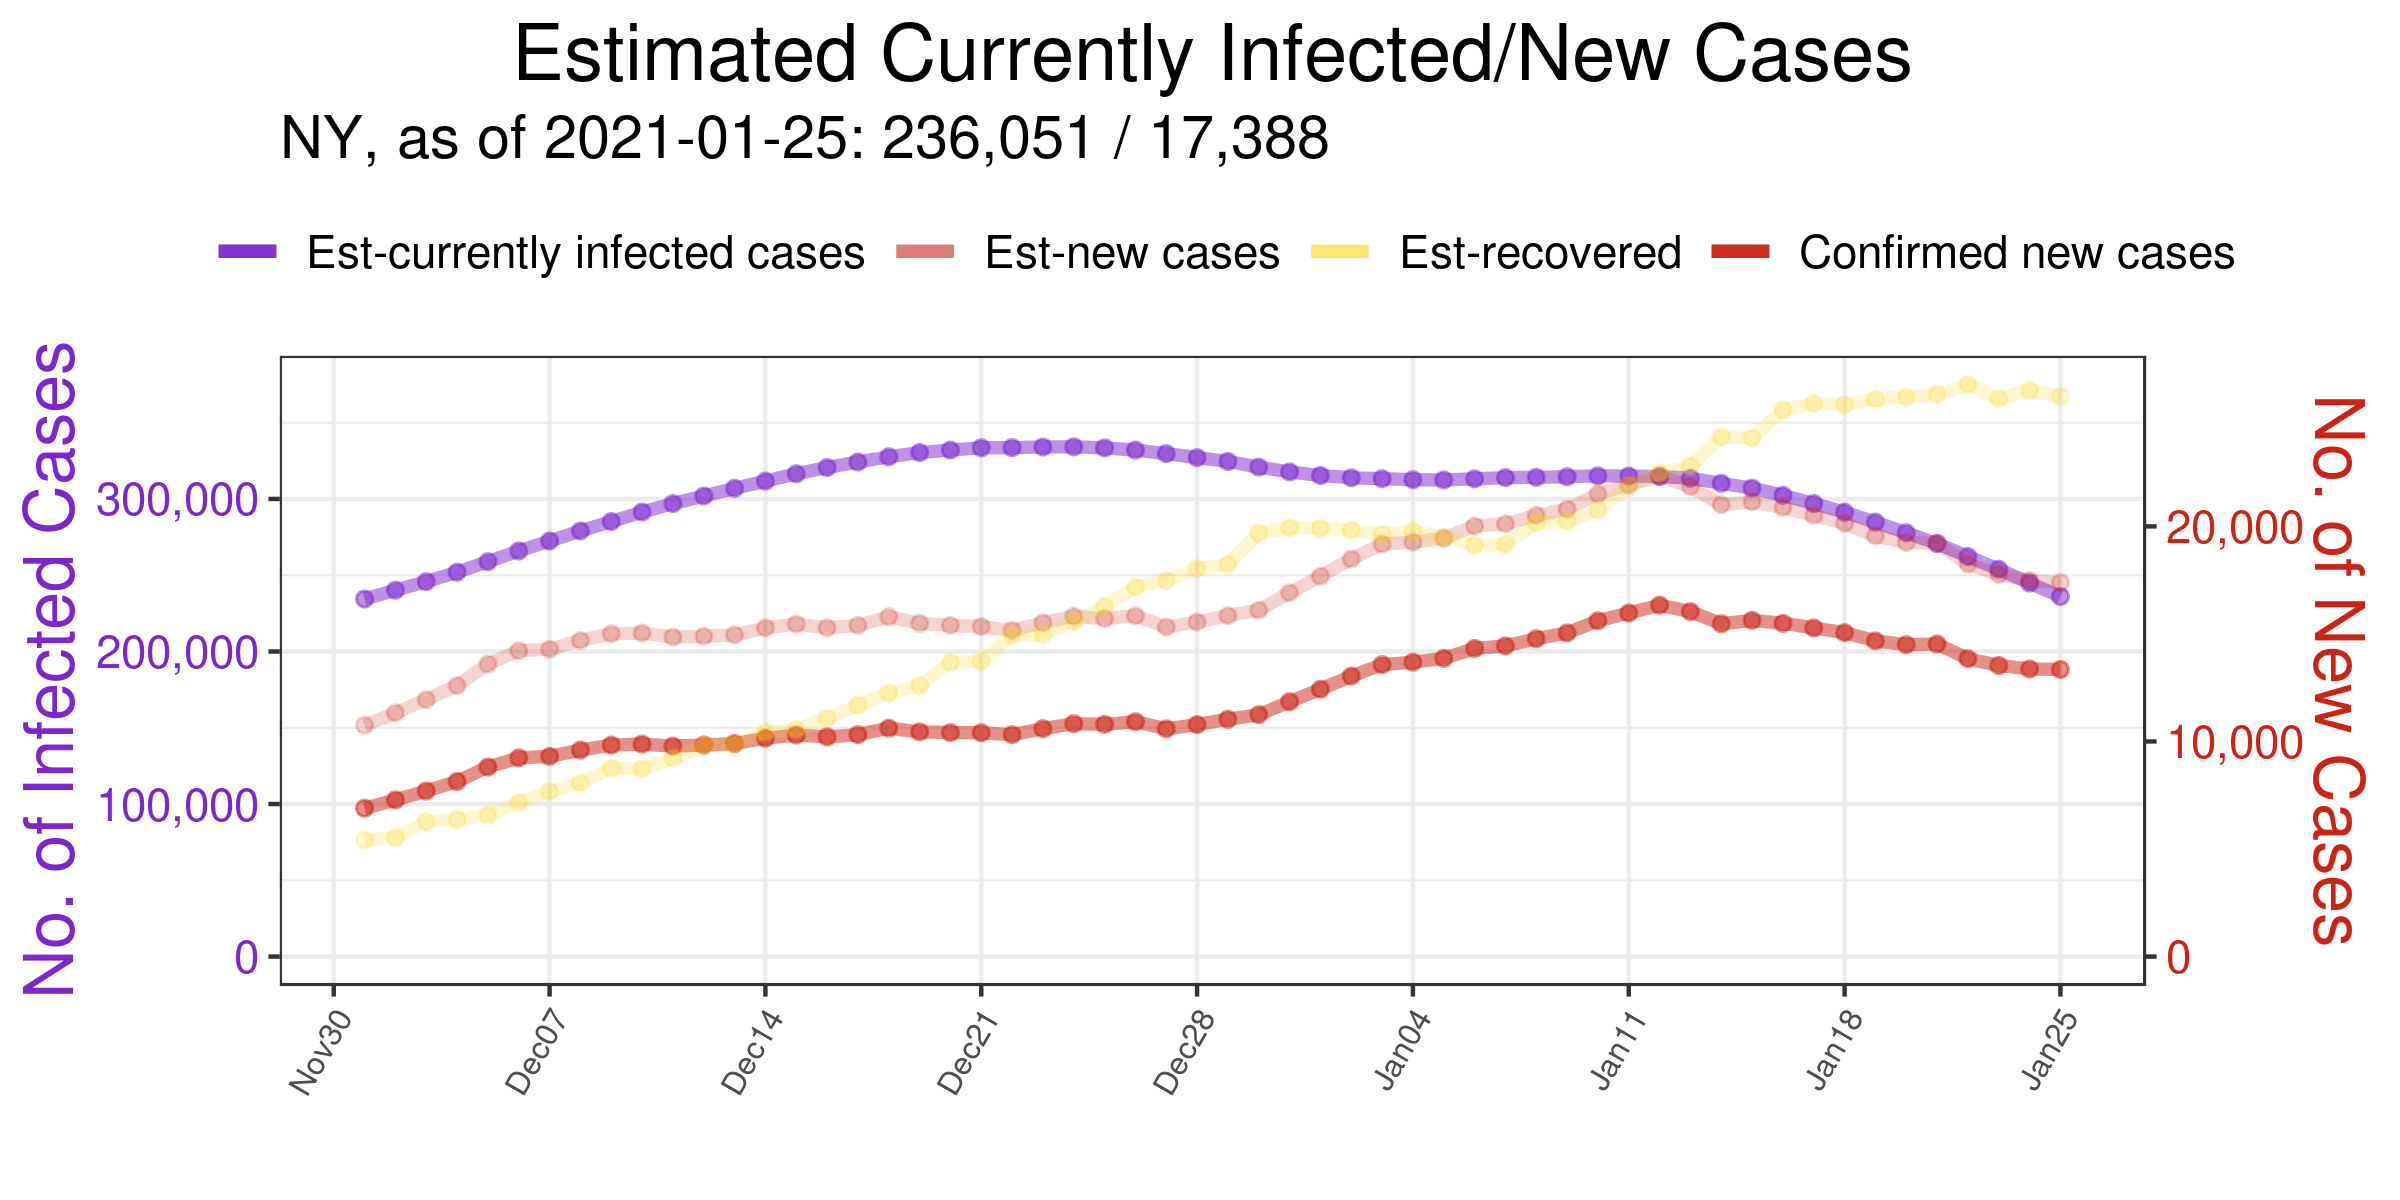 Estimated Currently Infected/New Cases
NY, as of 2021-01-25: 236,051 / 17,388
Est-currently infected cases Est-new cases Est-recovered Confirmed new cases
No. of Infected Cases
300,000
200,000
100,000
0
20,000
10,000
0
No. of New Cases
Nov30 Dec07 Dec14 Dec21 Dec28 Jan04 Jan11 Jan18 Jan25